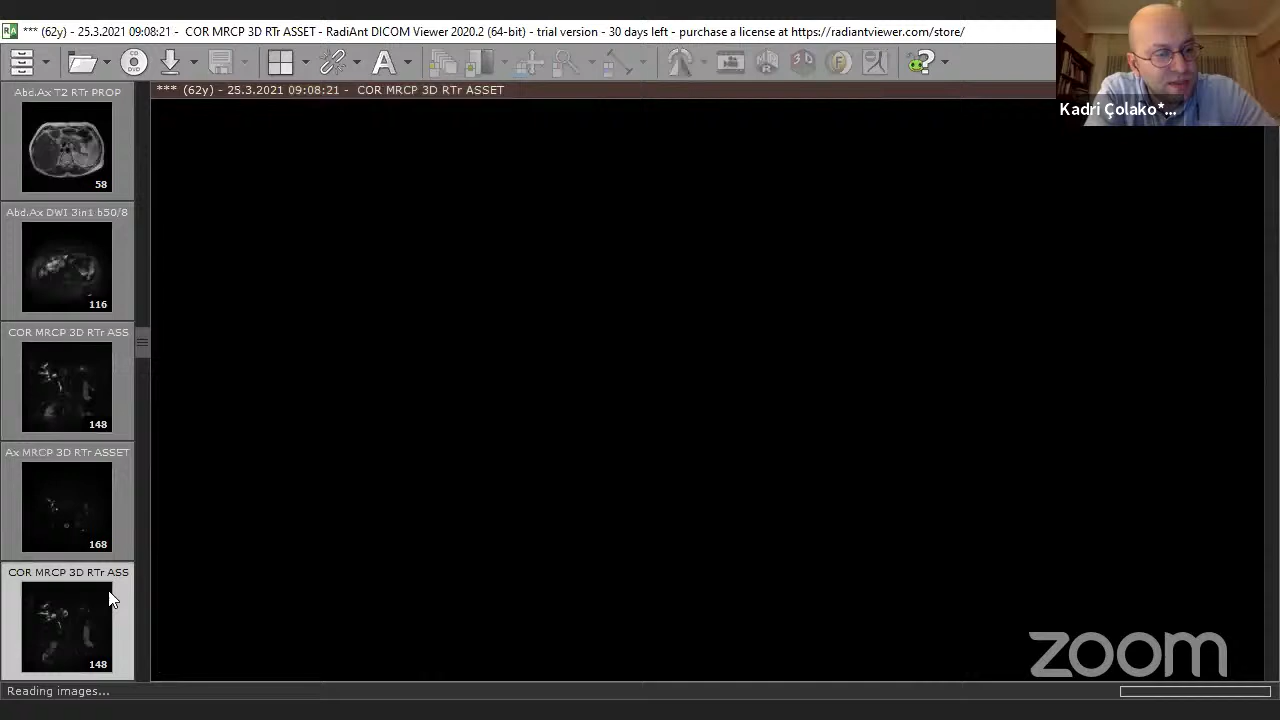 *** (62y) - 25.3.2021 09:08:21 - COR MRCP 3D RTr ASSET - RadiAnt DICOM Viewer 2020.2 (64-bit) - trial version - 30 days left - purchase a license at https://radiantviewer.com/store/
*** (62y) - 25.3.2021 09:08:21 - COR MRCP 3D RTr ASSET
Kadri Çolako*...
Abd.Ax T2 RTr PROP
58
Abd.Ax DWI 3in1 b50/8
116
COR MRCP 3D RTr ASS
148
Ax MRCP 3D RTr ASSET
168
COR MRCP 3D RTr ASS
148
zoom
Reading images...